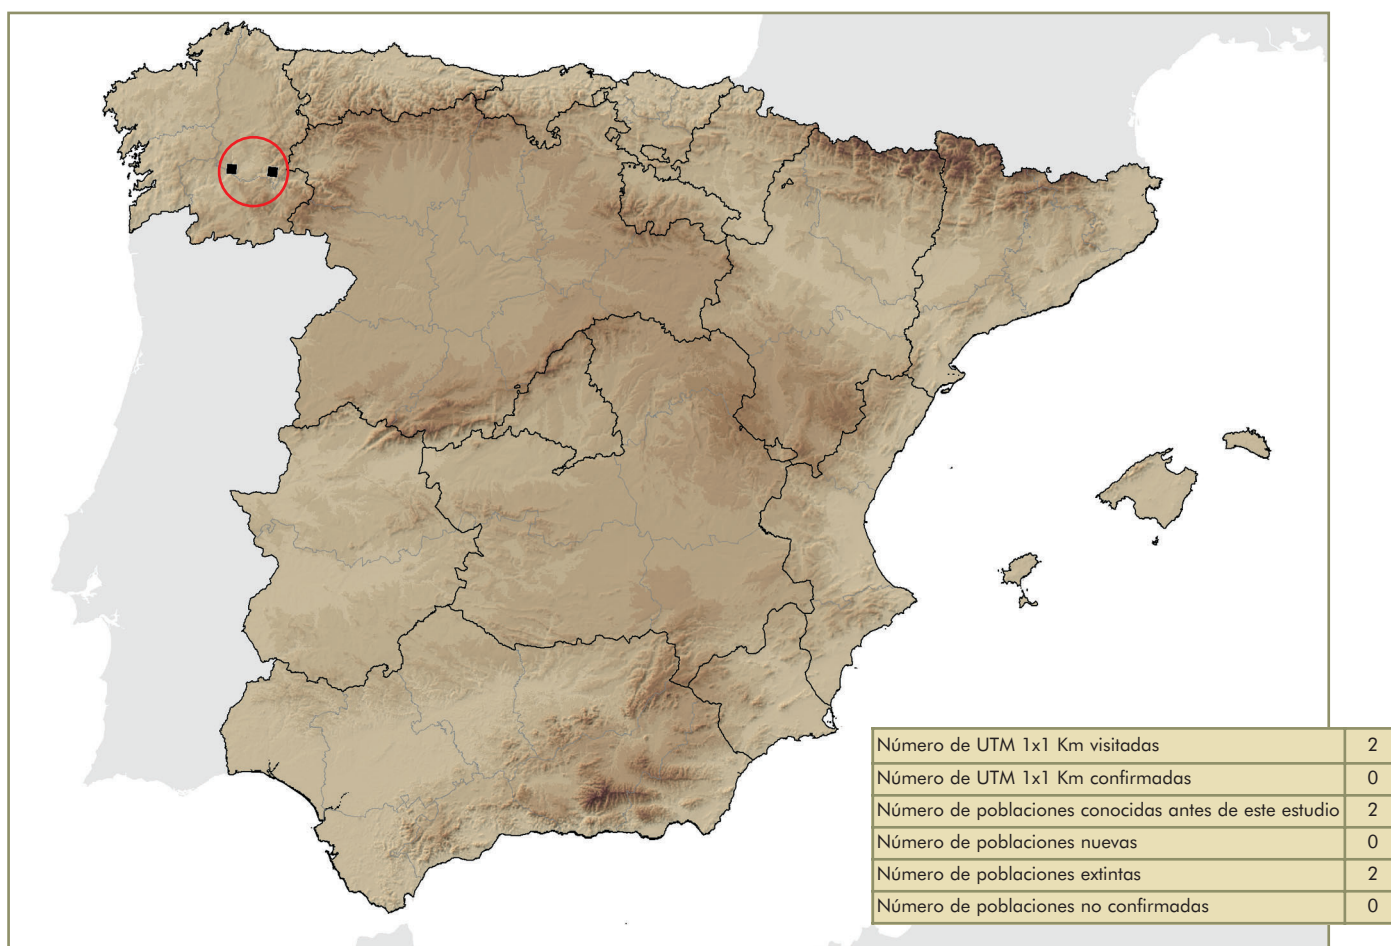 Número de UTM 1x1 Km visitadas 2
Número de UTM 1x1 Km confirmadas 0
Número de poblaciones conocidas antes de este estudio 2
Número de poblaciones nuevas 0
Número de poblaciones extintas 2
Número de poblaciones no confirmadas 0